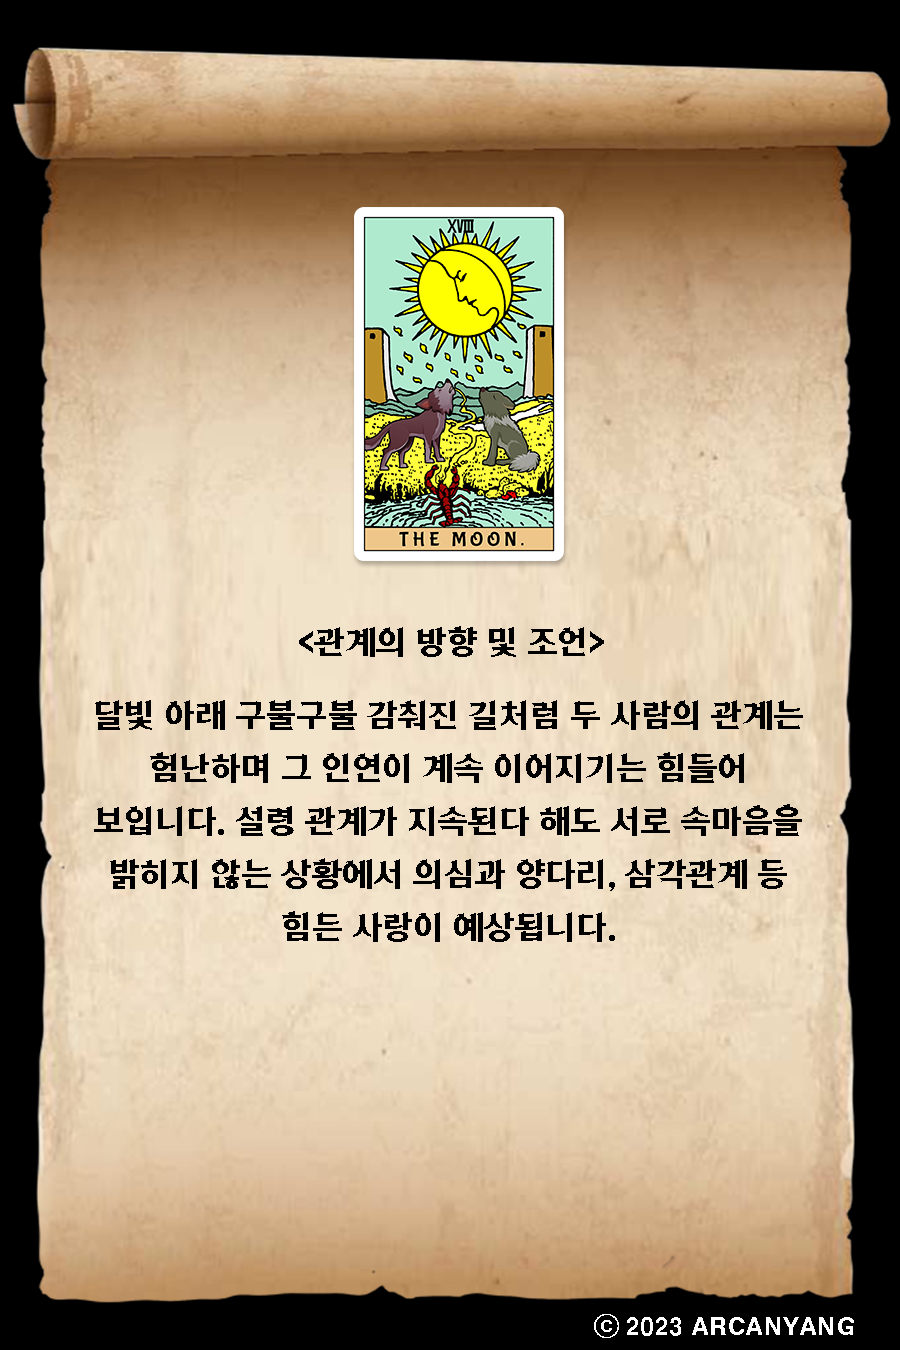 XVIII
THE MOON.
<관계의 방향 및 조언>
달빛 아래 구불구불 감춰진 길처럼 두 사람의 관계는
험난하며 그 인연이 계속 이어지기는 힘들어
보입니다. 설령 관계가 지속된다 해도 서로 속마음을
밝히지 않는 상황에서 의심과 양다리, 삼각관계 등
힘든 사랑이 예상됩니다.
ⓒ 2023 ARCANYANG